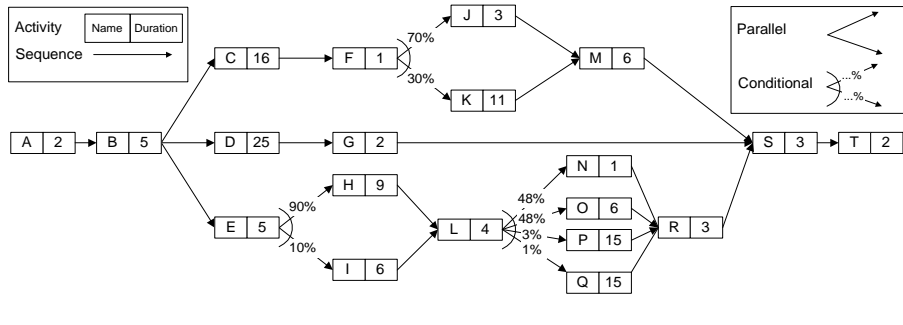 Activity Name Duration
Sequence
Parallel
Conditional
...%
...%
A 2
B 5
C 16
D 25
E 5
F 1
G 2
70%
30%
J 3
K 11
M 6
90%
10%
H 9
I 6
L 4
48%
48%
3%
1%
N 1
O 6
P 15
Q 15
R 3
S 3
T 2